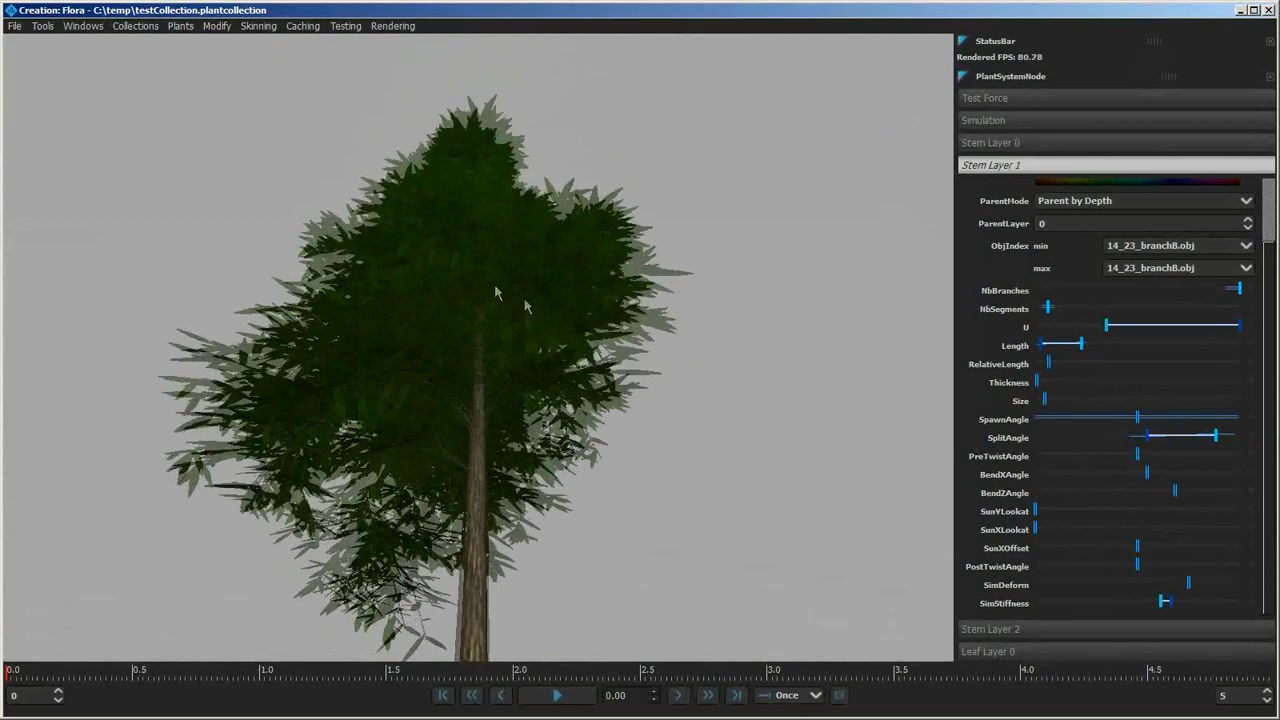 Creation: Flora - C:\temp\testCollection.plantcollection
File Tools Windows Collections Plants Modify Skinning Caching Testing Rendering
StatusBar
Rendered FPS: 80.78
PlantSystemNode
Test Force
Simulation
Stem Layer 0
Stem Layer 1
ParentMode Parent by Depth
ParentLayer 0
ObjIndex min 14_23_branchB.obj
max 14_23_branchB.obj
NbBranches
NbSegments
U
Length
RelativeLength
Thickness
Size
SpawnAngle
SplitAngle
PreTwistAngle
BendXAngle
BendZAngle
SunYLookat
SunXLookat
SunXOffset
PostTwistAngle
SimDeform
SimStiffness
Stem Layer 2
Leaf Layer 0
0.0 0.5 1.0 1.5 2.0 2.5 3.0 3.5 4.0 4.5
0 0.00 Once 5